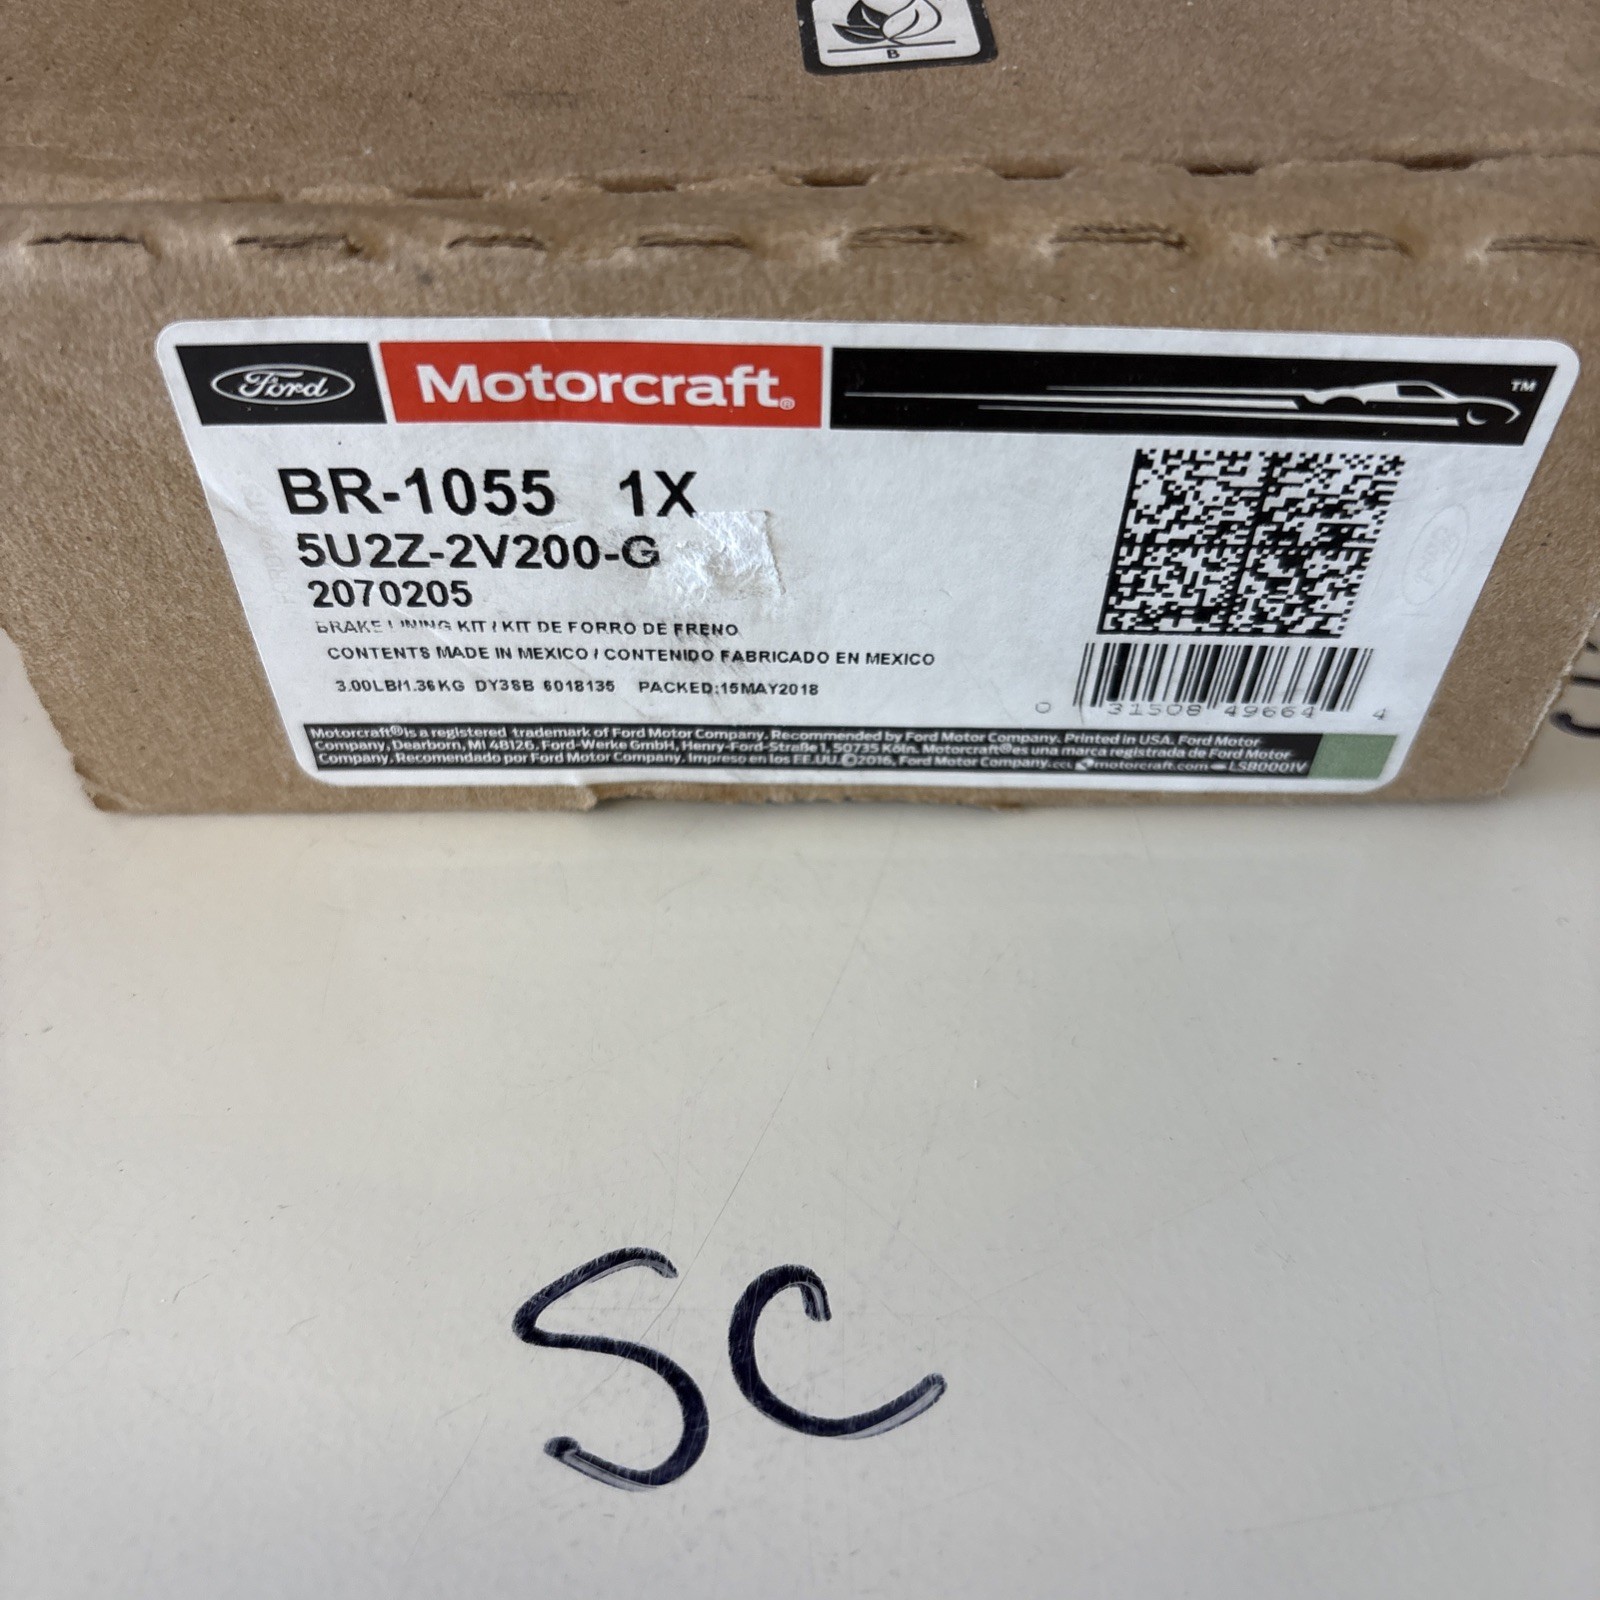 B
Ford
Motorcraft®
TM
BR-1055 1X
5U2Z-2V200-G
2070205
BRAKE LINING KIT / KIT DE FORRO DE FRENO
CONTENTS MADE IN MEXICO / CONTENIDO FABRICADO EN MEXICO
3.00LB/1.36KG DY3SB 6018135 PACKED:15MAY2018
0 31508 49664 4
Motorcraft® is a registered trademark of Ford Motor Company. Recommended by Ford Motor Company. Printed in USA. Ford Motor
Company, Dearborn, MI 48126, Ford-Werke GmbH, Henry-Ford-Straße 1, 50735 Köln. Motorcraft® es una marca registrada de Ford Motor
Company. Recomendado por Ford Motor Company. Impreso en los EE.UU. ©2016, Ford Motor Company. motorcraft.com LSB0001V
SC